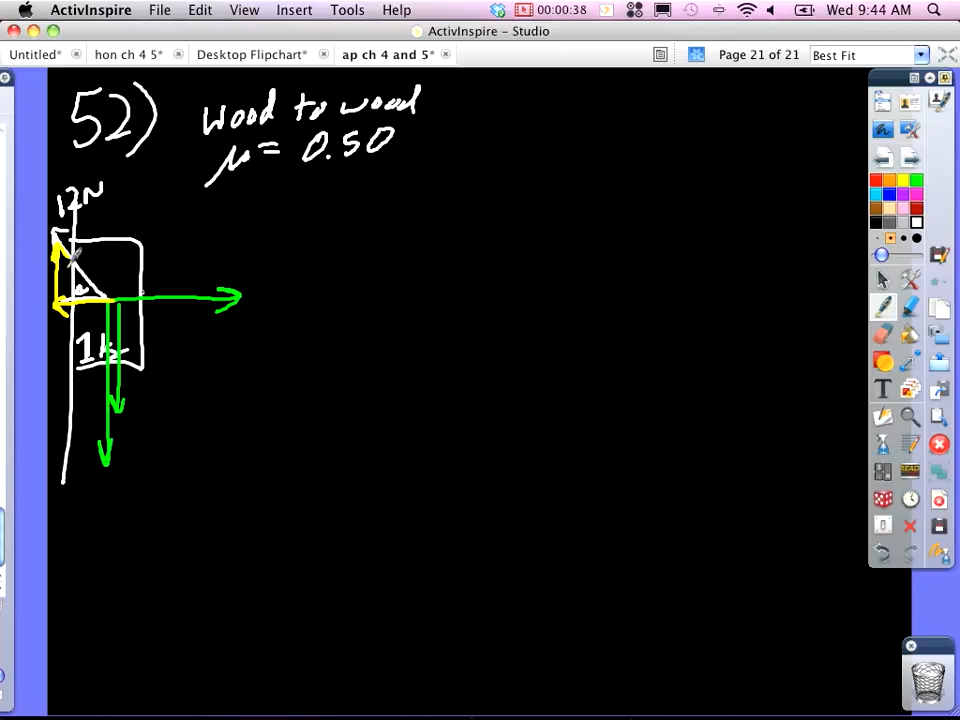 ActivInspire File Edit View Insert Tools Help 00:00:38 Wed 9:44 AM
ActivInspire - Studio
Untitled* hon ch 4 5* Desktop Flipchart* ap ch 4 and 5* Page 21 of 21 Best Fit
52) Wood to wood
μ = 0.50
12N
1k